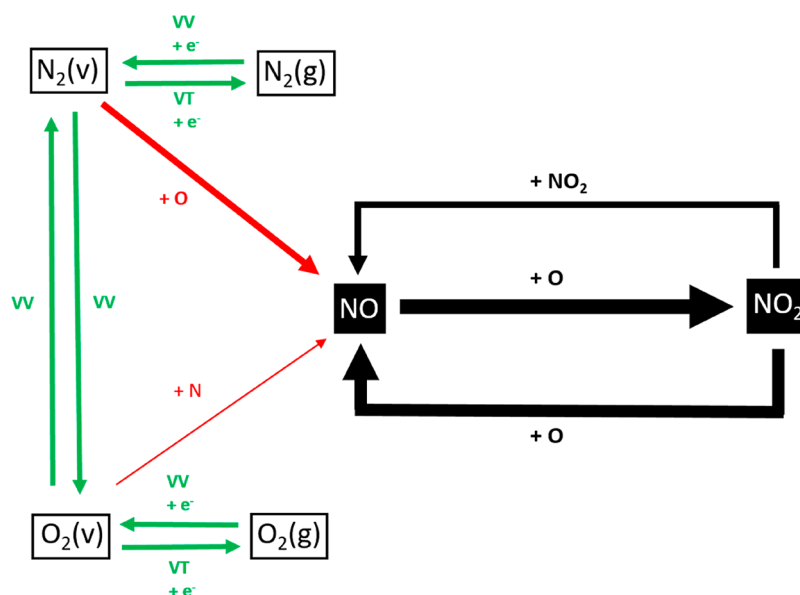 VV
+ e⁻
N₂(v)
N₂(g)
VT
+ e⁻
+ O
+ NO₂
VV
VV
+ O
NO
NO₂
+ N
+ O
VV
+ e⁻
O₂(v)
O₂(g)
VT
+ e⁻